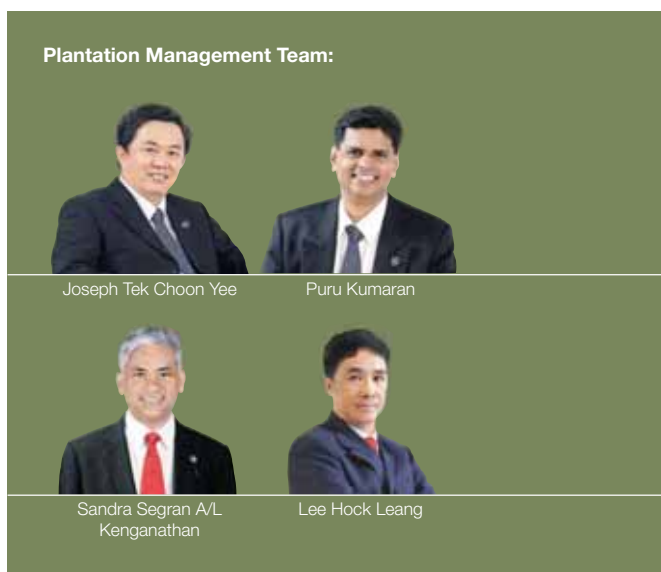 Plantation Management Team:
Joseph Tek Choon Yee
Puru Kumaran
Sandra Segran A/L
Kenganathan
Lee Hock Leang